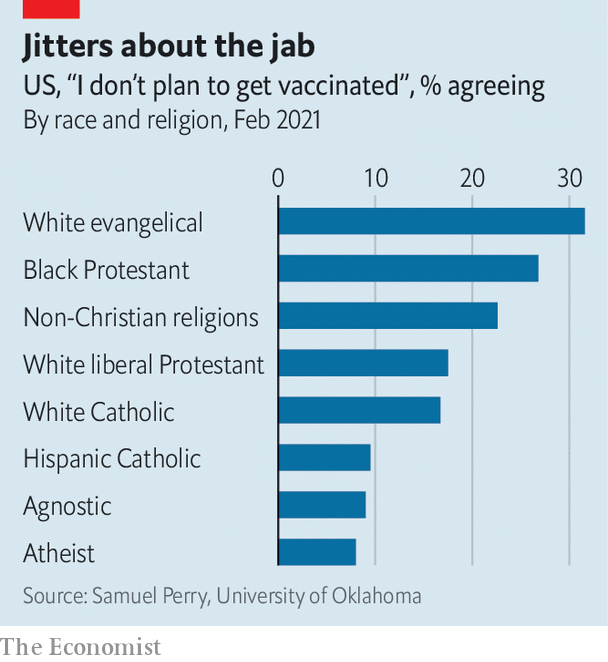 Jitters about the jab
US, “I don’t plan to get vaccinated”, % agreeing
By race and religion, Feb 2021
0 10 20 30
White evangelical
Black Protestant
Non-Christian religions
White liberal Protestant
White Catholic
Hispanic Catholic
Agnostic
Atheist
Source: Samuel Perry, University of Oklahoma
The Economist